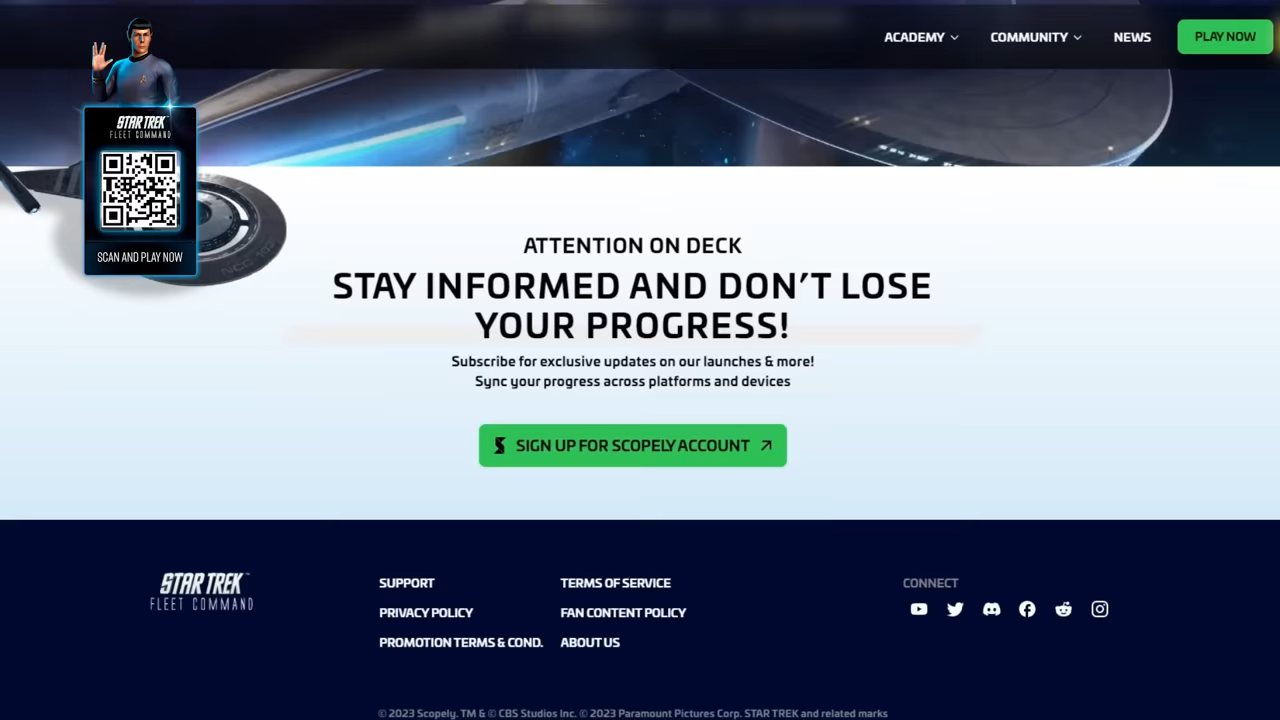 ACADEMY
COMMUNITY
NEWS
PLAY NOW
STAR TREK
FLEET COMMAND
SCAN AND PLAY NOW
ATTENTION ON DECK
STAY INFORMED AND DON'T LOSE
YOUR PROGRESS!
Subscribe for exclusive updates on our launches & more!
Sync your progress across platforms and devices
SIGN UP FOR SCOPELY ACCOUNT
STAR TREK™
FLEET COMMAND
SUPPORT
PRIVACY POLICY
PROMOTION TERMS & COND.
TERMS OF SERVICE
FAN CONTENT POLICY
ABOUT US
CONNECT
© 2023 Scopely. TM & © CBS Studios Inc. © 2023 Paramount Pictures Corp. STAR TREK and related marks